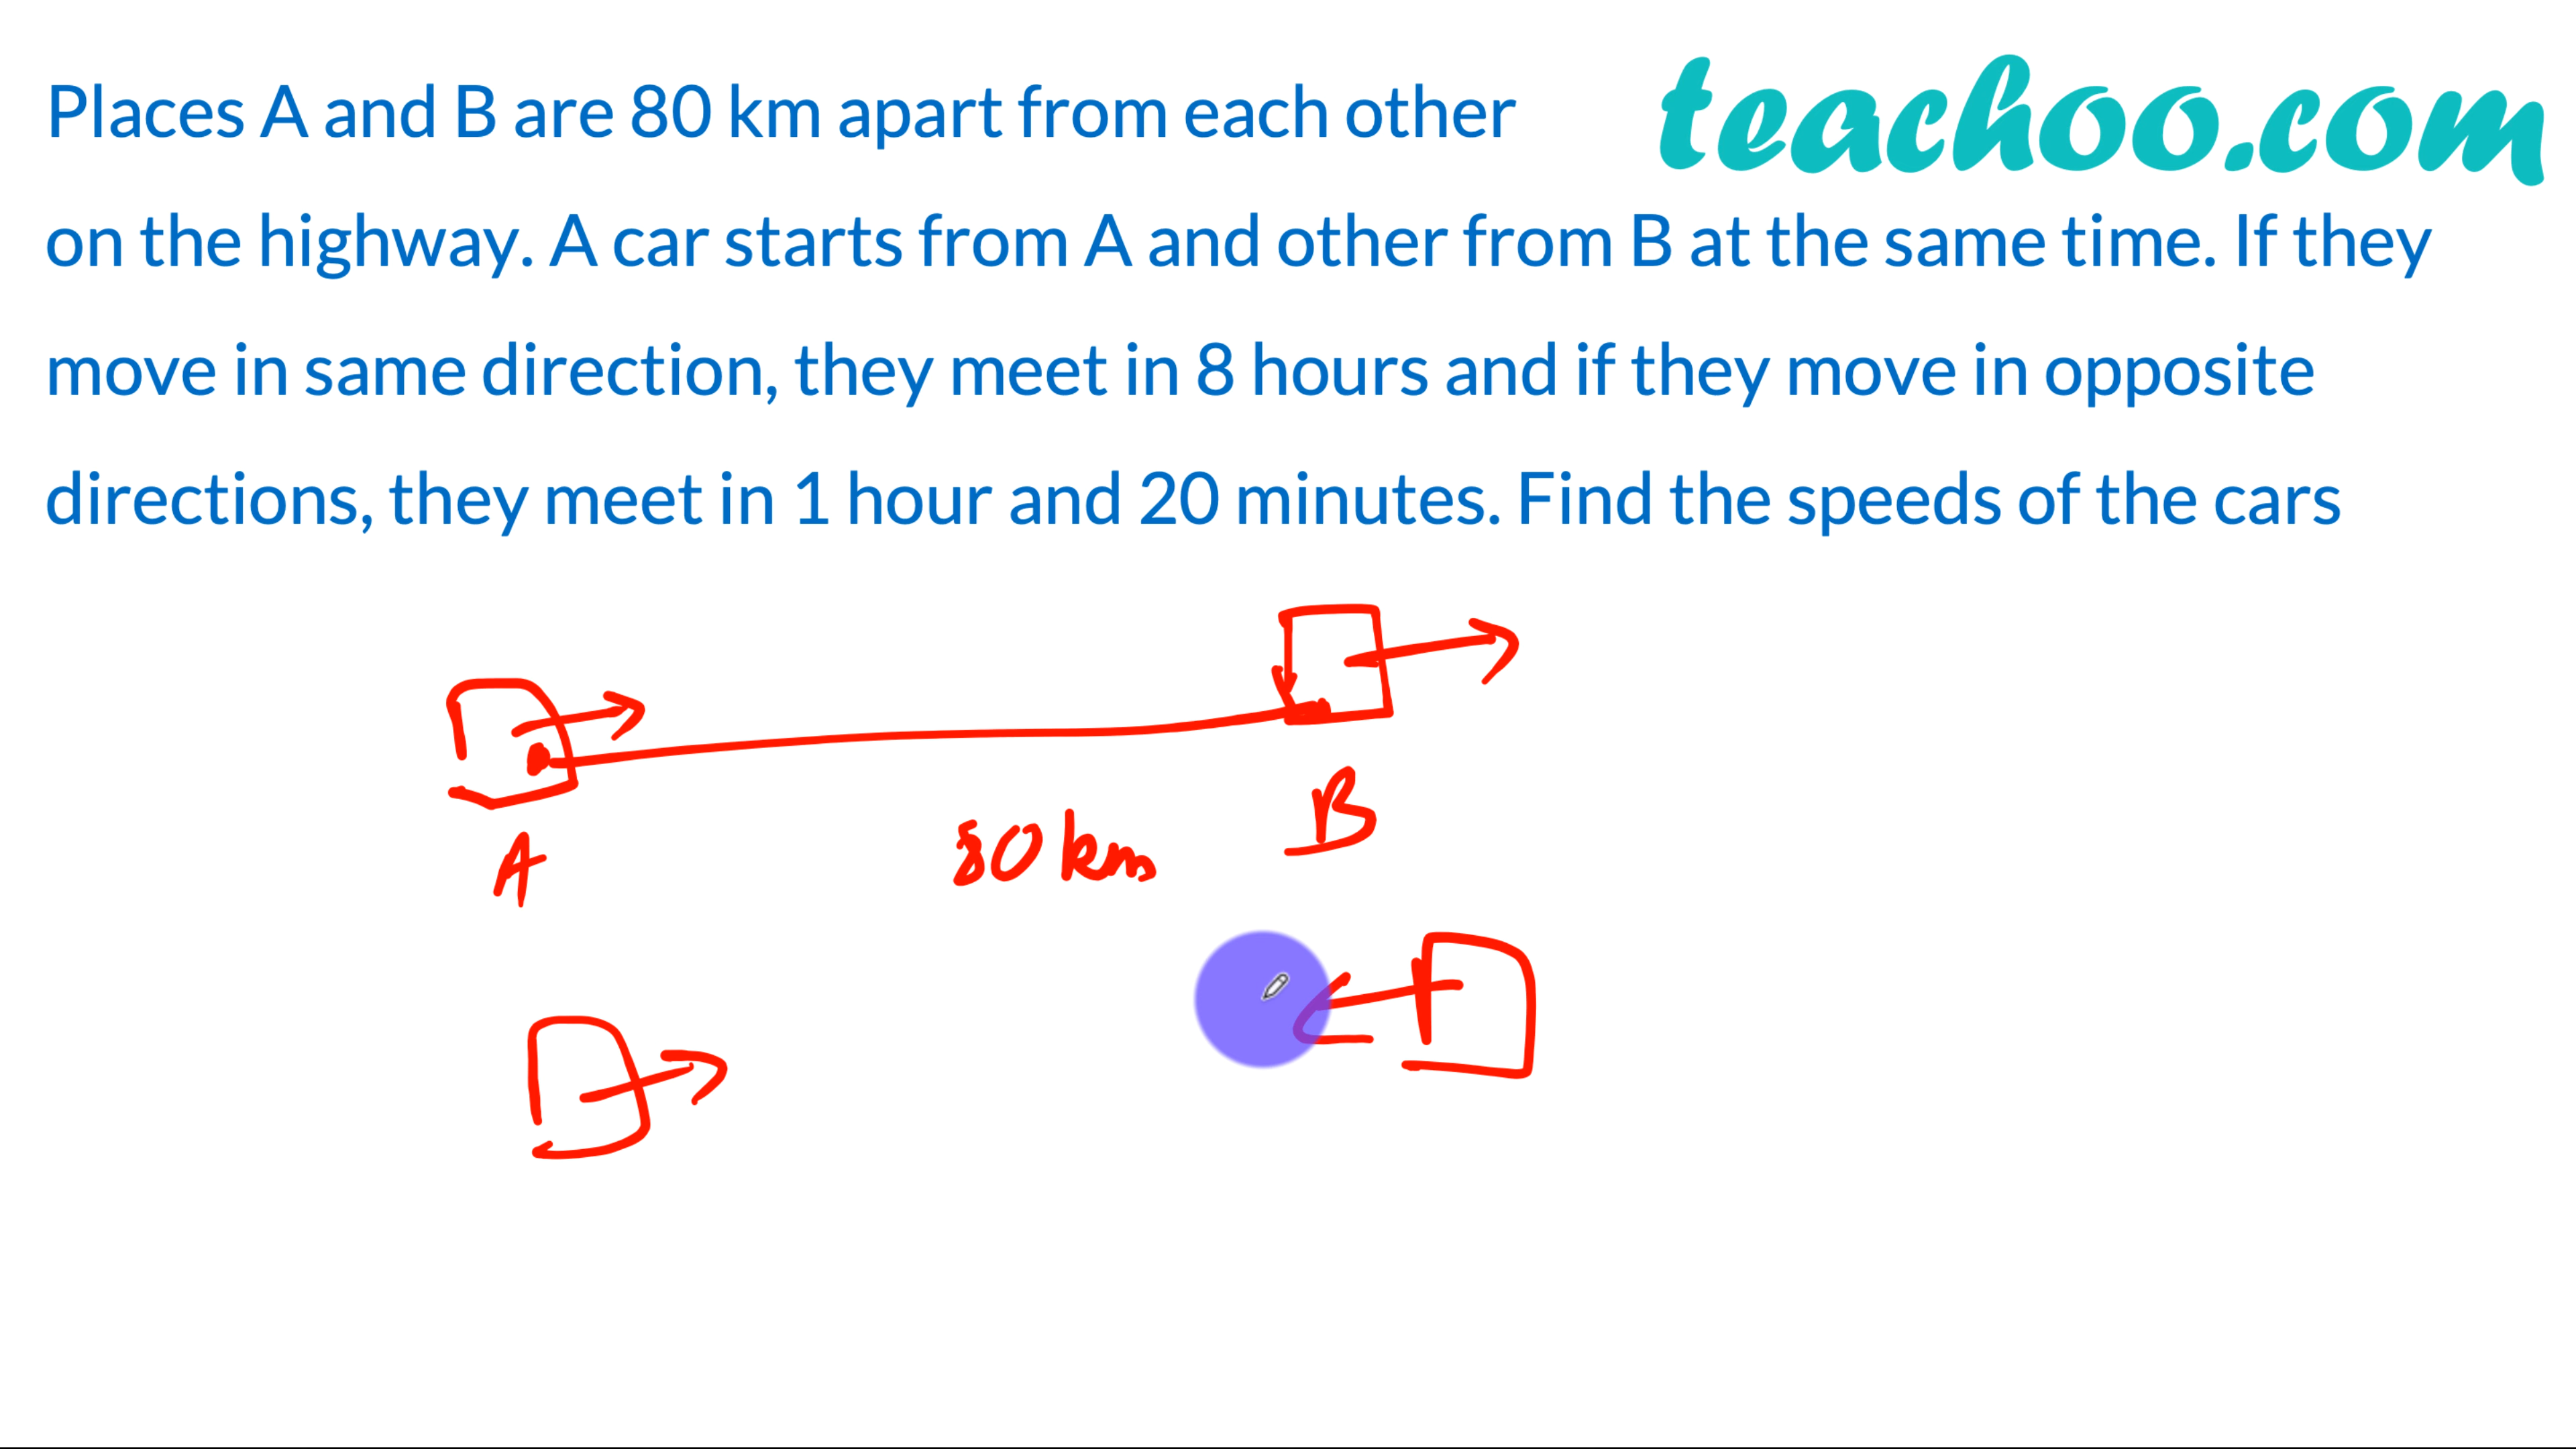 Places A and B are 80 km apart from each other
teachoo.com
on the highway. A car starts from A and other from B at the same time. If they
move in same direction, they meet in 8 hours and if they move in opposite
directions, they meet in 1 hour and 20 minutes. Find the speeds of the cars
A
80 km
B